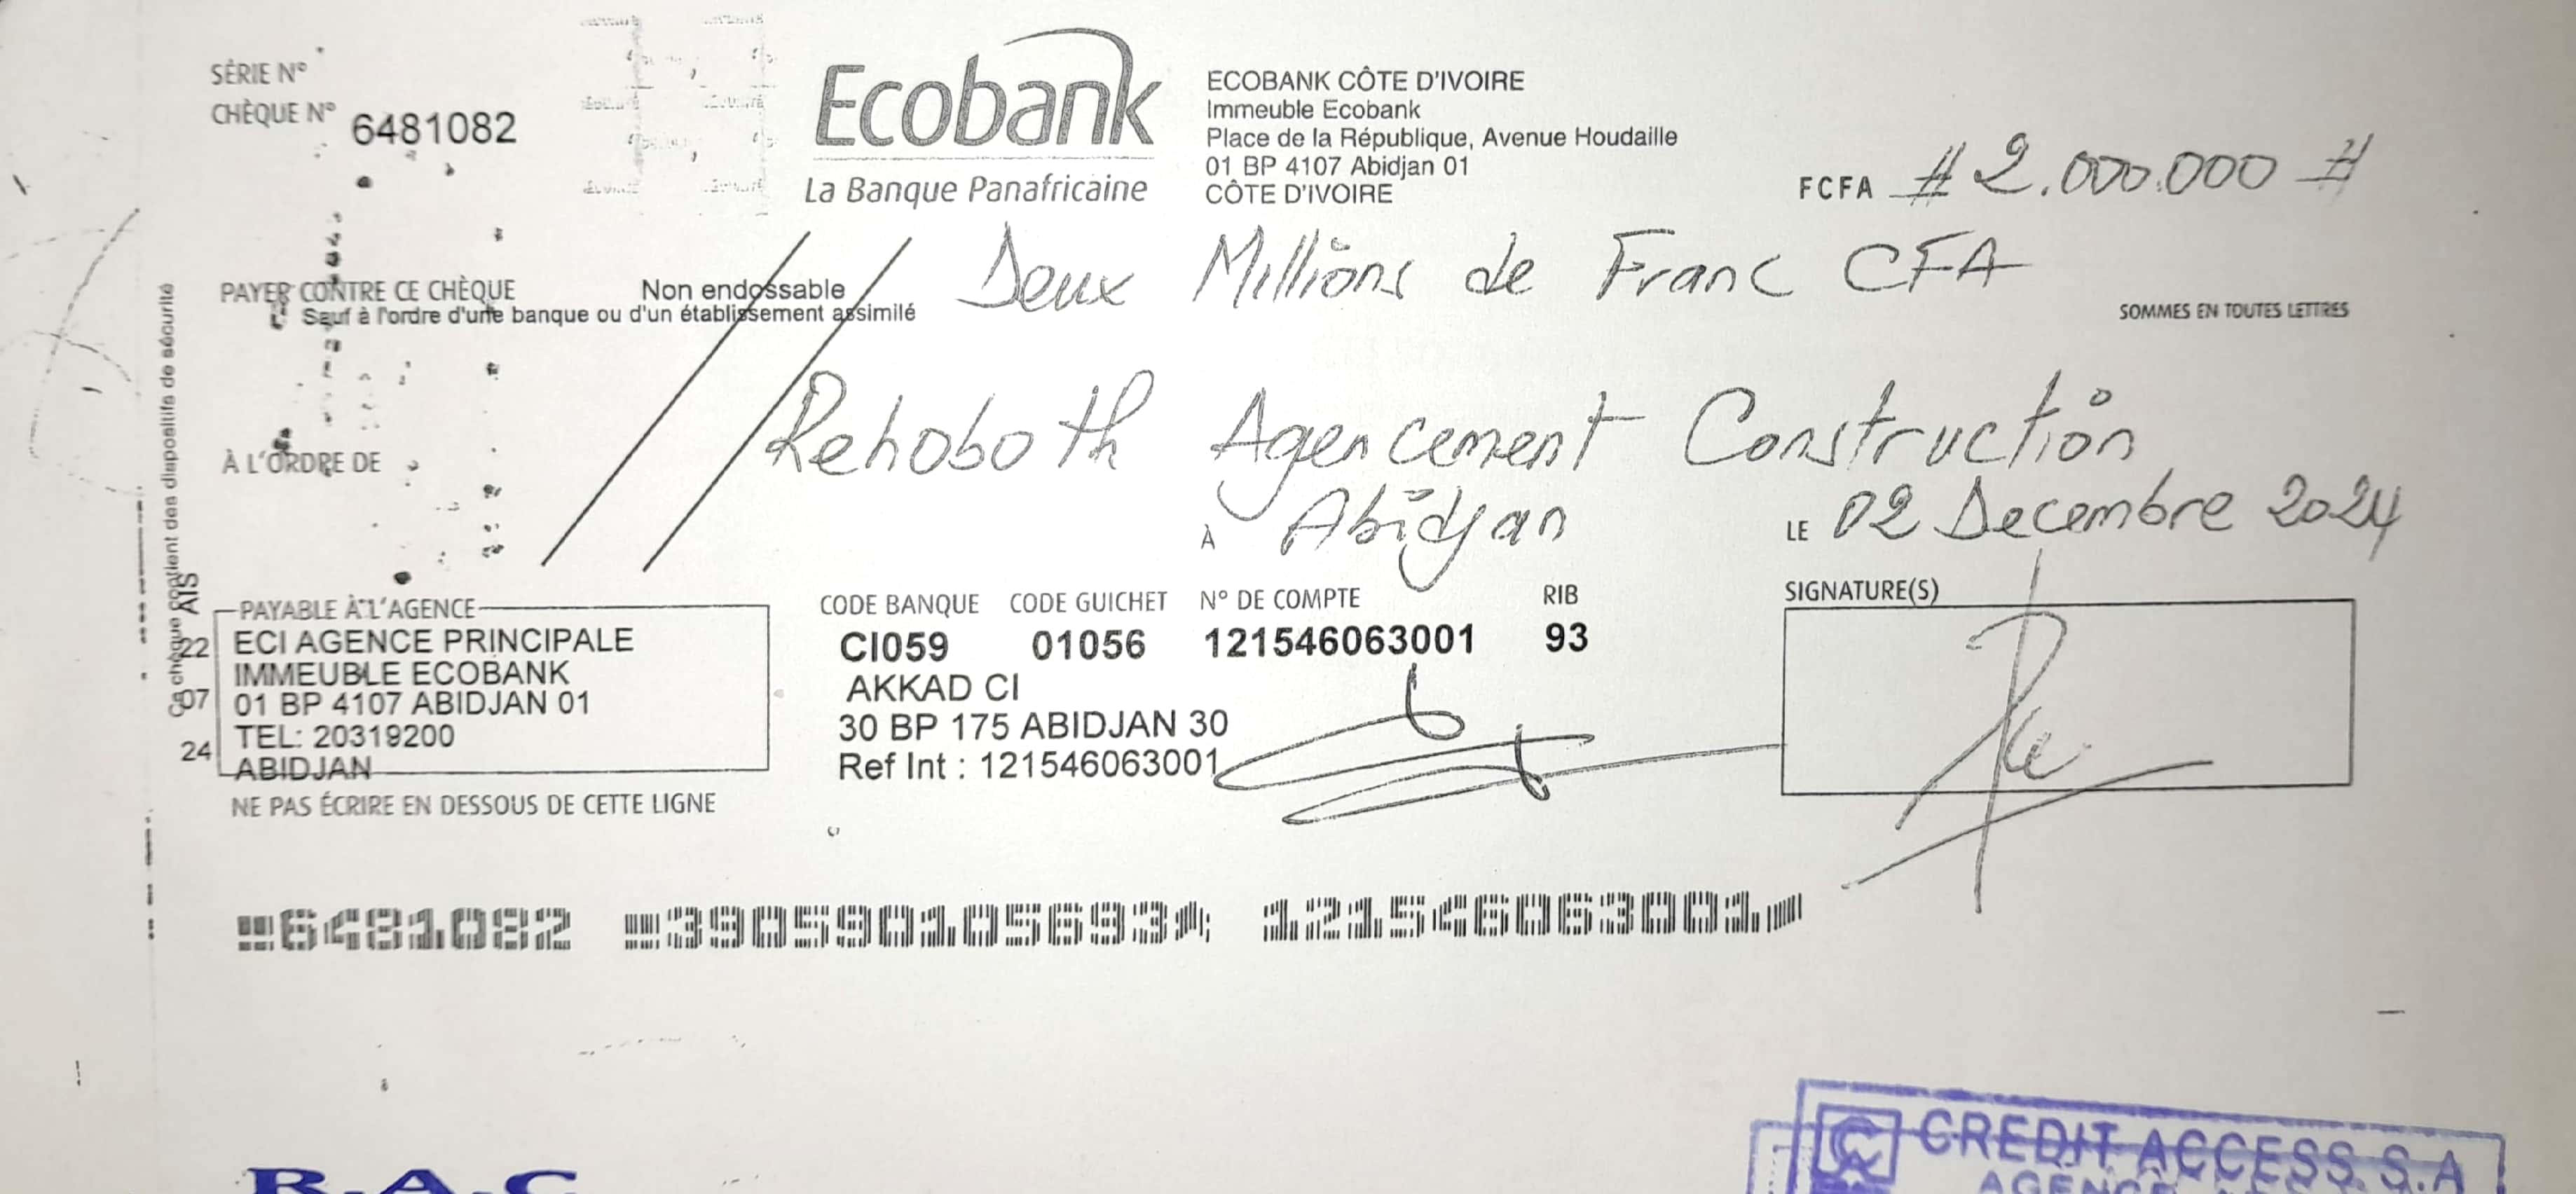 SÉRIE N°
CHÈQUE N° 6481082
Ecobank
La Banque Panafricaine
ECOBANK CÔTE D'IVOIRE
Immeuble Ecobank
Place de la République, Avenue Houdaille
01 BP 4107 Abidjan 01
CÔTE D'IVOIRE
FCFA # 2.000.000 #
PAYER CONTRE CE CHÈQUE Non endossable Deux Millions de Franc CFA
Sauf à l'ordre d'une banque ou d'un établissement assimilé
SOMMES EN TOUTES LETTRES
À L'ORDRE DE Rehoboth Agencement Construction
À Abidjan LE 02 Decembre 2024
Ce chèque contient des dispositifs de sécurité
AIS
22
07
24
PAYABLE À L'AGENCE
ECI AGENCE PRINCIPALE
IMMEUBLE ECOBANK
01 BP 4107 ABIDJAN 01
TEL: 20319200
ABIDJAN
CODE BANQUE CODE GUICHET N° DE COMPTE RIB
CI059 01056 121546063001 93
AKKAD CI
30 BP 175 ABIDJAN 30
Ref Int : 121546063001
SIGNATURE(S)
NE PAS ÉCRIRE EN DESSOUS DE CETTE LIGNE
6481082 390590105693 121546063001
R.A.C
CREDIT ACCESS S.A